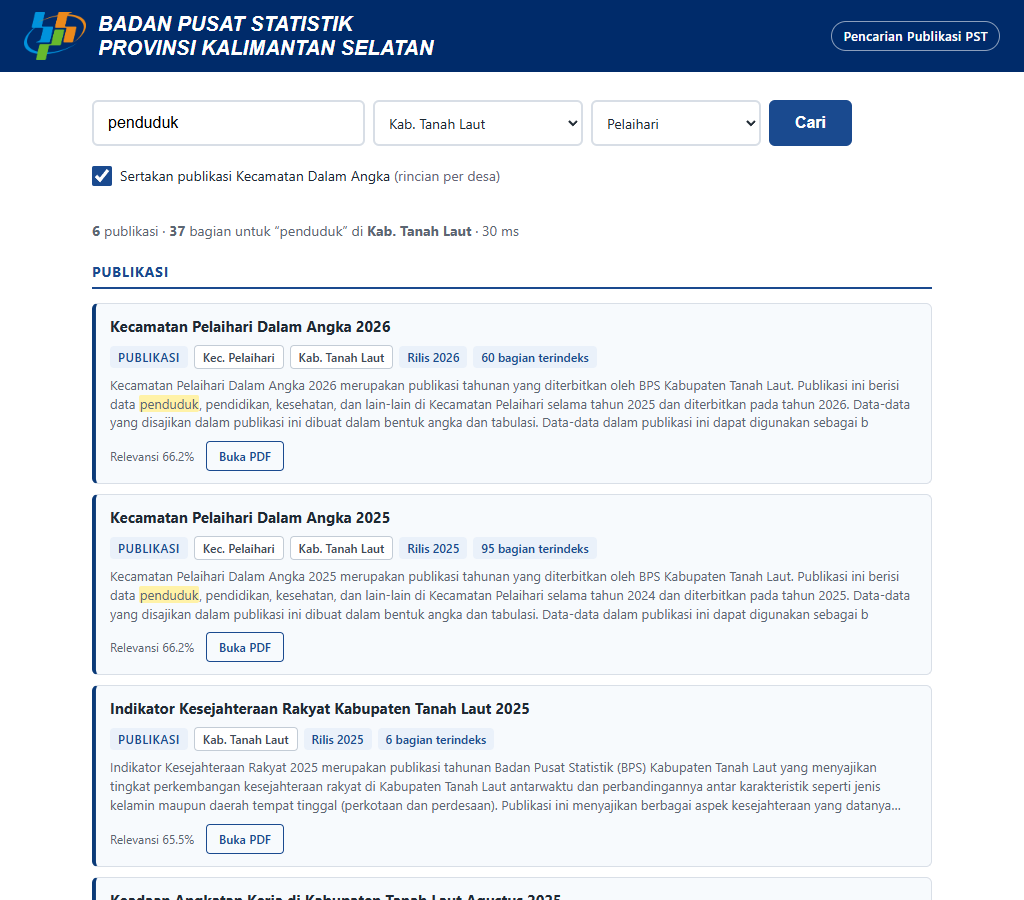 BADAN PUSAT STATISTIK
PROVINSI KALIMANTAN SELATAN
Pencarian Publikasi PST
penduduk
Kab. Tanah Laut
Pelaihari
Cari
Sertakan publikasi Kecamatan Dalam Angka (rincian per desa)
6 publikasi · 37 bagian untuk “penduduk” di Kab. Tanah Laut · 30 ms
PUBLIKASI
Kecamatan Pelaihari Dalam Angka 2026
PUBLIKASI Kec. Pelaihari Kab. Tanah Laut Rilis 2026 60 bagian terindeks
Kecamatan Pelaihari Dalam Angka 2026 merupakan publikasi tahunan yang diterbitkan oleh BPS Kabupaten Tanah Laut. Publikasi ini berisi
data penduduk, pendidikan, kesehatan, dan lain-lain di Kecamatan Pelaihari selama tahun 2025 dan diterbitkan pada tahun 2026. Data-data
yang disajikan dalam publikasi ini dibuat dalam bentuk angka dan tabulasi. Data-data dalam publikasi ini dapat digunakan sebagai b
Relevansi 66.2% Buka PDF
Kecamatan Pelaihari Dalam Angka 2025
PUBLIKASI Kec. Pelaihari Kab. Tanah Laut Rilis 2025 95 bagian terindeks
Kecamatan Pelaihari Dalam Angka 2025 merupakan publikasi tahunan yang diterbitkan oleh BPS Kabupaten Tanah Laut. Publikasi ini berisi
data penduduk, pendidikan, kesehatan, dan lain-lain di Kecamatan Pelaihari selama tahun 2024 dan diterbitkan pada tahun 2025. Data-data
yang disajikan dalam publikasi ini dibuat dalam bentuk angka dan tabulasi. Data-data dalam publikasi ini dapat digunakan sebagai b
Relevansi 66.2% Buka PDF
Indikator Kesejahteraan Rakyat Kabupaten Tanah Laut 2025
PUBLIKASI Kab. Tanah Laut Rilis 2025 6 bagian terindeks
Indikator Kesejahteraan Rakyat 2025 merupakan publikasi tahunan Badan Pusat Statistik (BPS) Kabupaten Tanah Laut yang menyajikan
tingkat perkembangan kesejahteraan rakyat di Kabupaten Tanah Laut antarwaktu dan perbandingannya antar karakteristik seperti jenis
kelamin maupun daerah tempat tinggal (perkotaan dan perdesaan). Publikasi ini menyajikan berbagai aspek kesejahteraan yang datanya...
Relevansi 65.5% Buka PDF
Keadaan Angkatan Kerja di Kabupaten Tanah Laut Agustus 2025